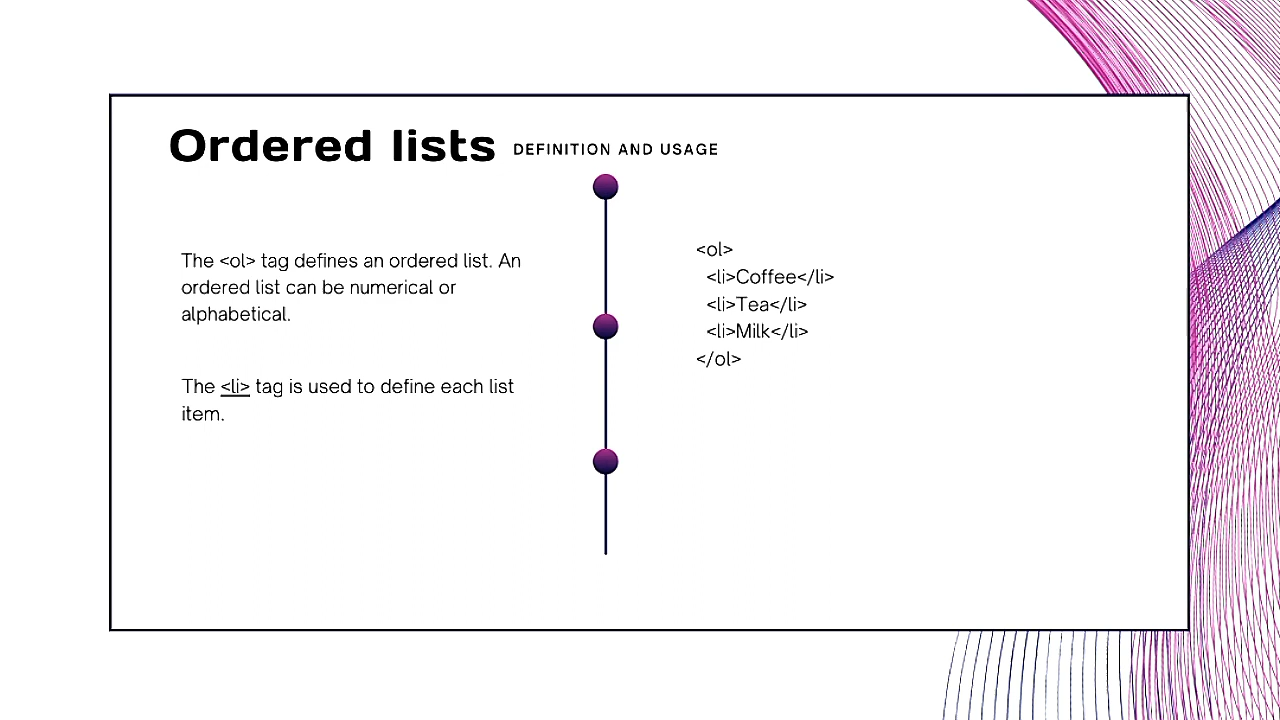 Ordered lists DEFINITION AND USAGE
The <ol> tag defines an ordered list. An
ordered list can be numerical or
alphabetical.
The <li> tag is used to define each list
item.
<ol>
  <li>Coffee</li>
  <li>Tea</li>
  <li>Milk</li>
</ol>